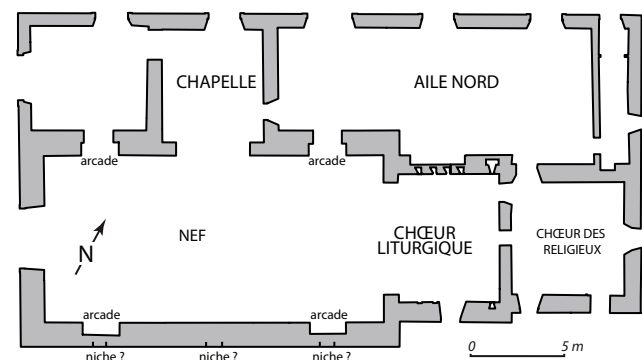 CHAPELLE
AILE NORD
arcade
arcade
N
NEF
CHŒUR
LITURGIQUE
CHŒUR DES
RELIGIEUX
arcade
arcade
niche ?
niche ?
niche ?
0
5 m